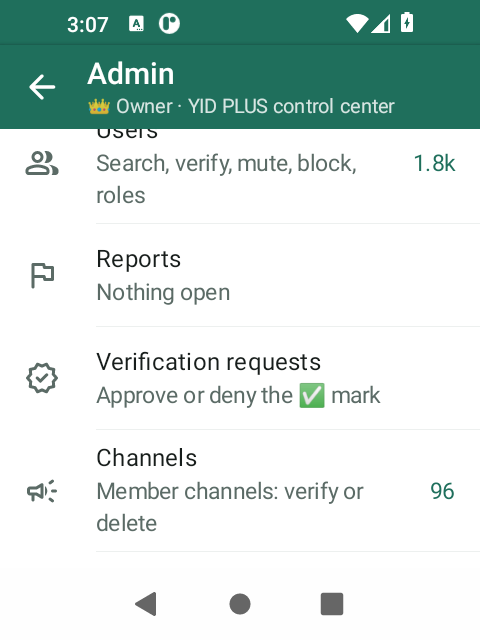 3:07
Admin
👑 Owner · YID PLUS control center
Users
Search, verify, mute, block,
roles
1.8k
Reports
Nothing open
Verification requests
Approve or deny the ✅ mark
Channels
Member channels: verify or
delete
96